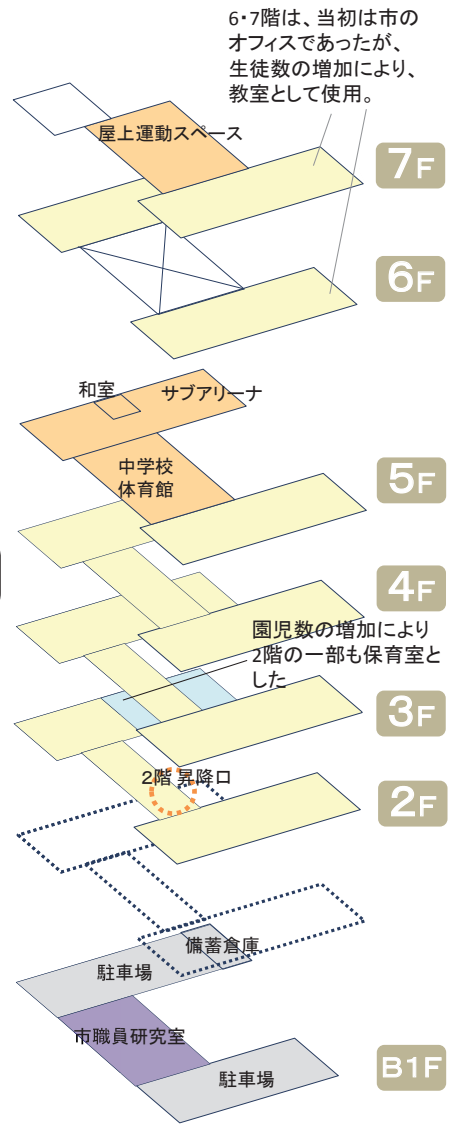 6・7階は、当初は市の
オフィスであったが、
生徒数の増加により、
教室として使用。
屋上運動スペース
7F
6F
和室
サブアリーナ
中学校
体育館
5F
4F
園児数の増加により
2階の一部も保育室と
した
3F
2階 昇降口
2F
備蓄倉庫
駐車場
市職員研究室
駐車場
B1F